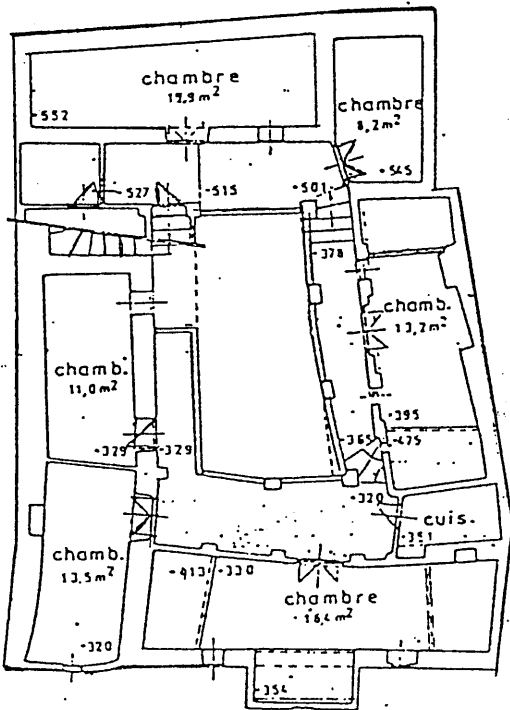 chambre
19,9 m²
-552
chambre
8,2 m²
-545
-527
-515
-501
-378
chamb.
13,2 m²
chamb.
11,0 m²
-395
-365
-475
-329
-329
-320
cuis.
-351
chamb.
13,5 m²
-413
-330
chambre
16,4 m²
-320
-354